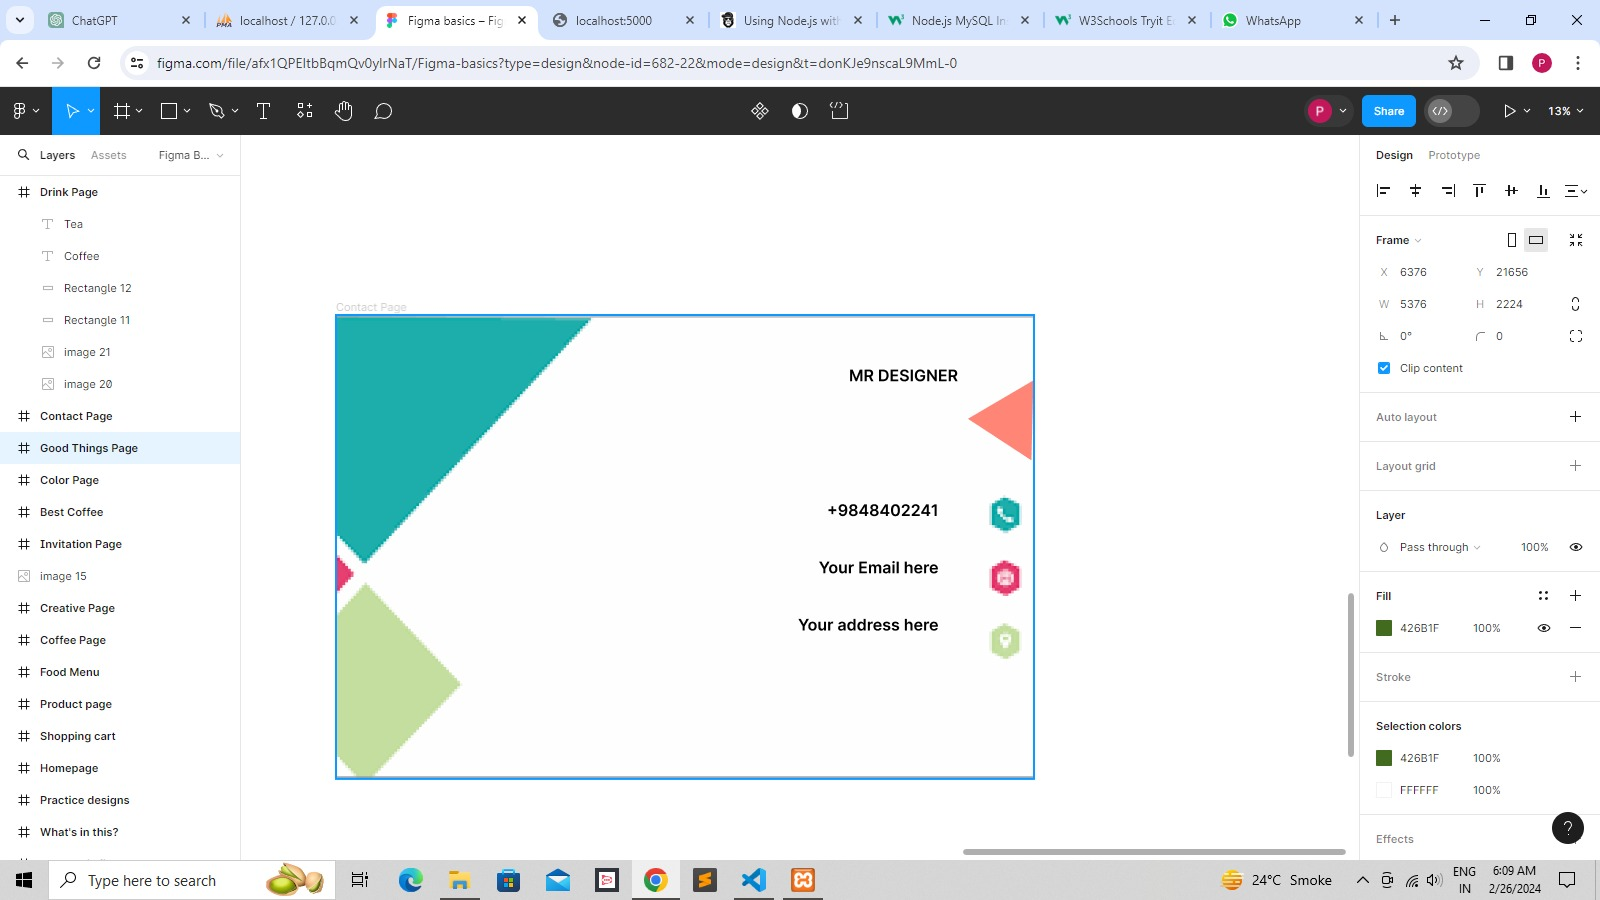 ChatGPT
localhost / 127.0.0
Figma basics – Fig
localhost:5000
Using Node.js with
Node.js MySQL In
W3Schools Tryit E
WhatsApp
figma.com/file/afx1QPEltbBqmQv0ylrNaT/Figma-basics?type=design&node-id=682-22&mode=design&t=donKJe9nscaL9MmL-0
P
P
Share
13%
Layers
Assets
Figma B...
Drink Page
Tea
Coffee
Rectangle 12
Rectangle 11
image 21
image 20
Contact Page
Good Things Page
Color Page
Best Coffee
Invitation Page
image 15
Creative Page
Coffee Page
Food Menu
Product page
Shopping cart
Homepage
Practice designs
What's in this?
Contact Page
MR DESIGNER
+9848402241
Your Email here
Your address here
Design
Prototype
Frame
X 6376
Y 21656
W 5376
H 2224
0°
0
Clip content
Auto layout
Layout grid
Layer
Pass through
100%
Fill
426B1F
100%
Stroke
Selection colors
426B1F
100%
FFFFFF
100%
Effects
?
Type here to search
24°C Smoke
ENG
IN
6:09 AM
2/26/2024